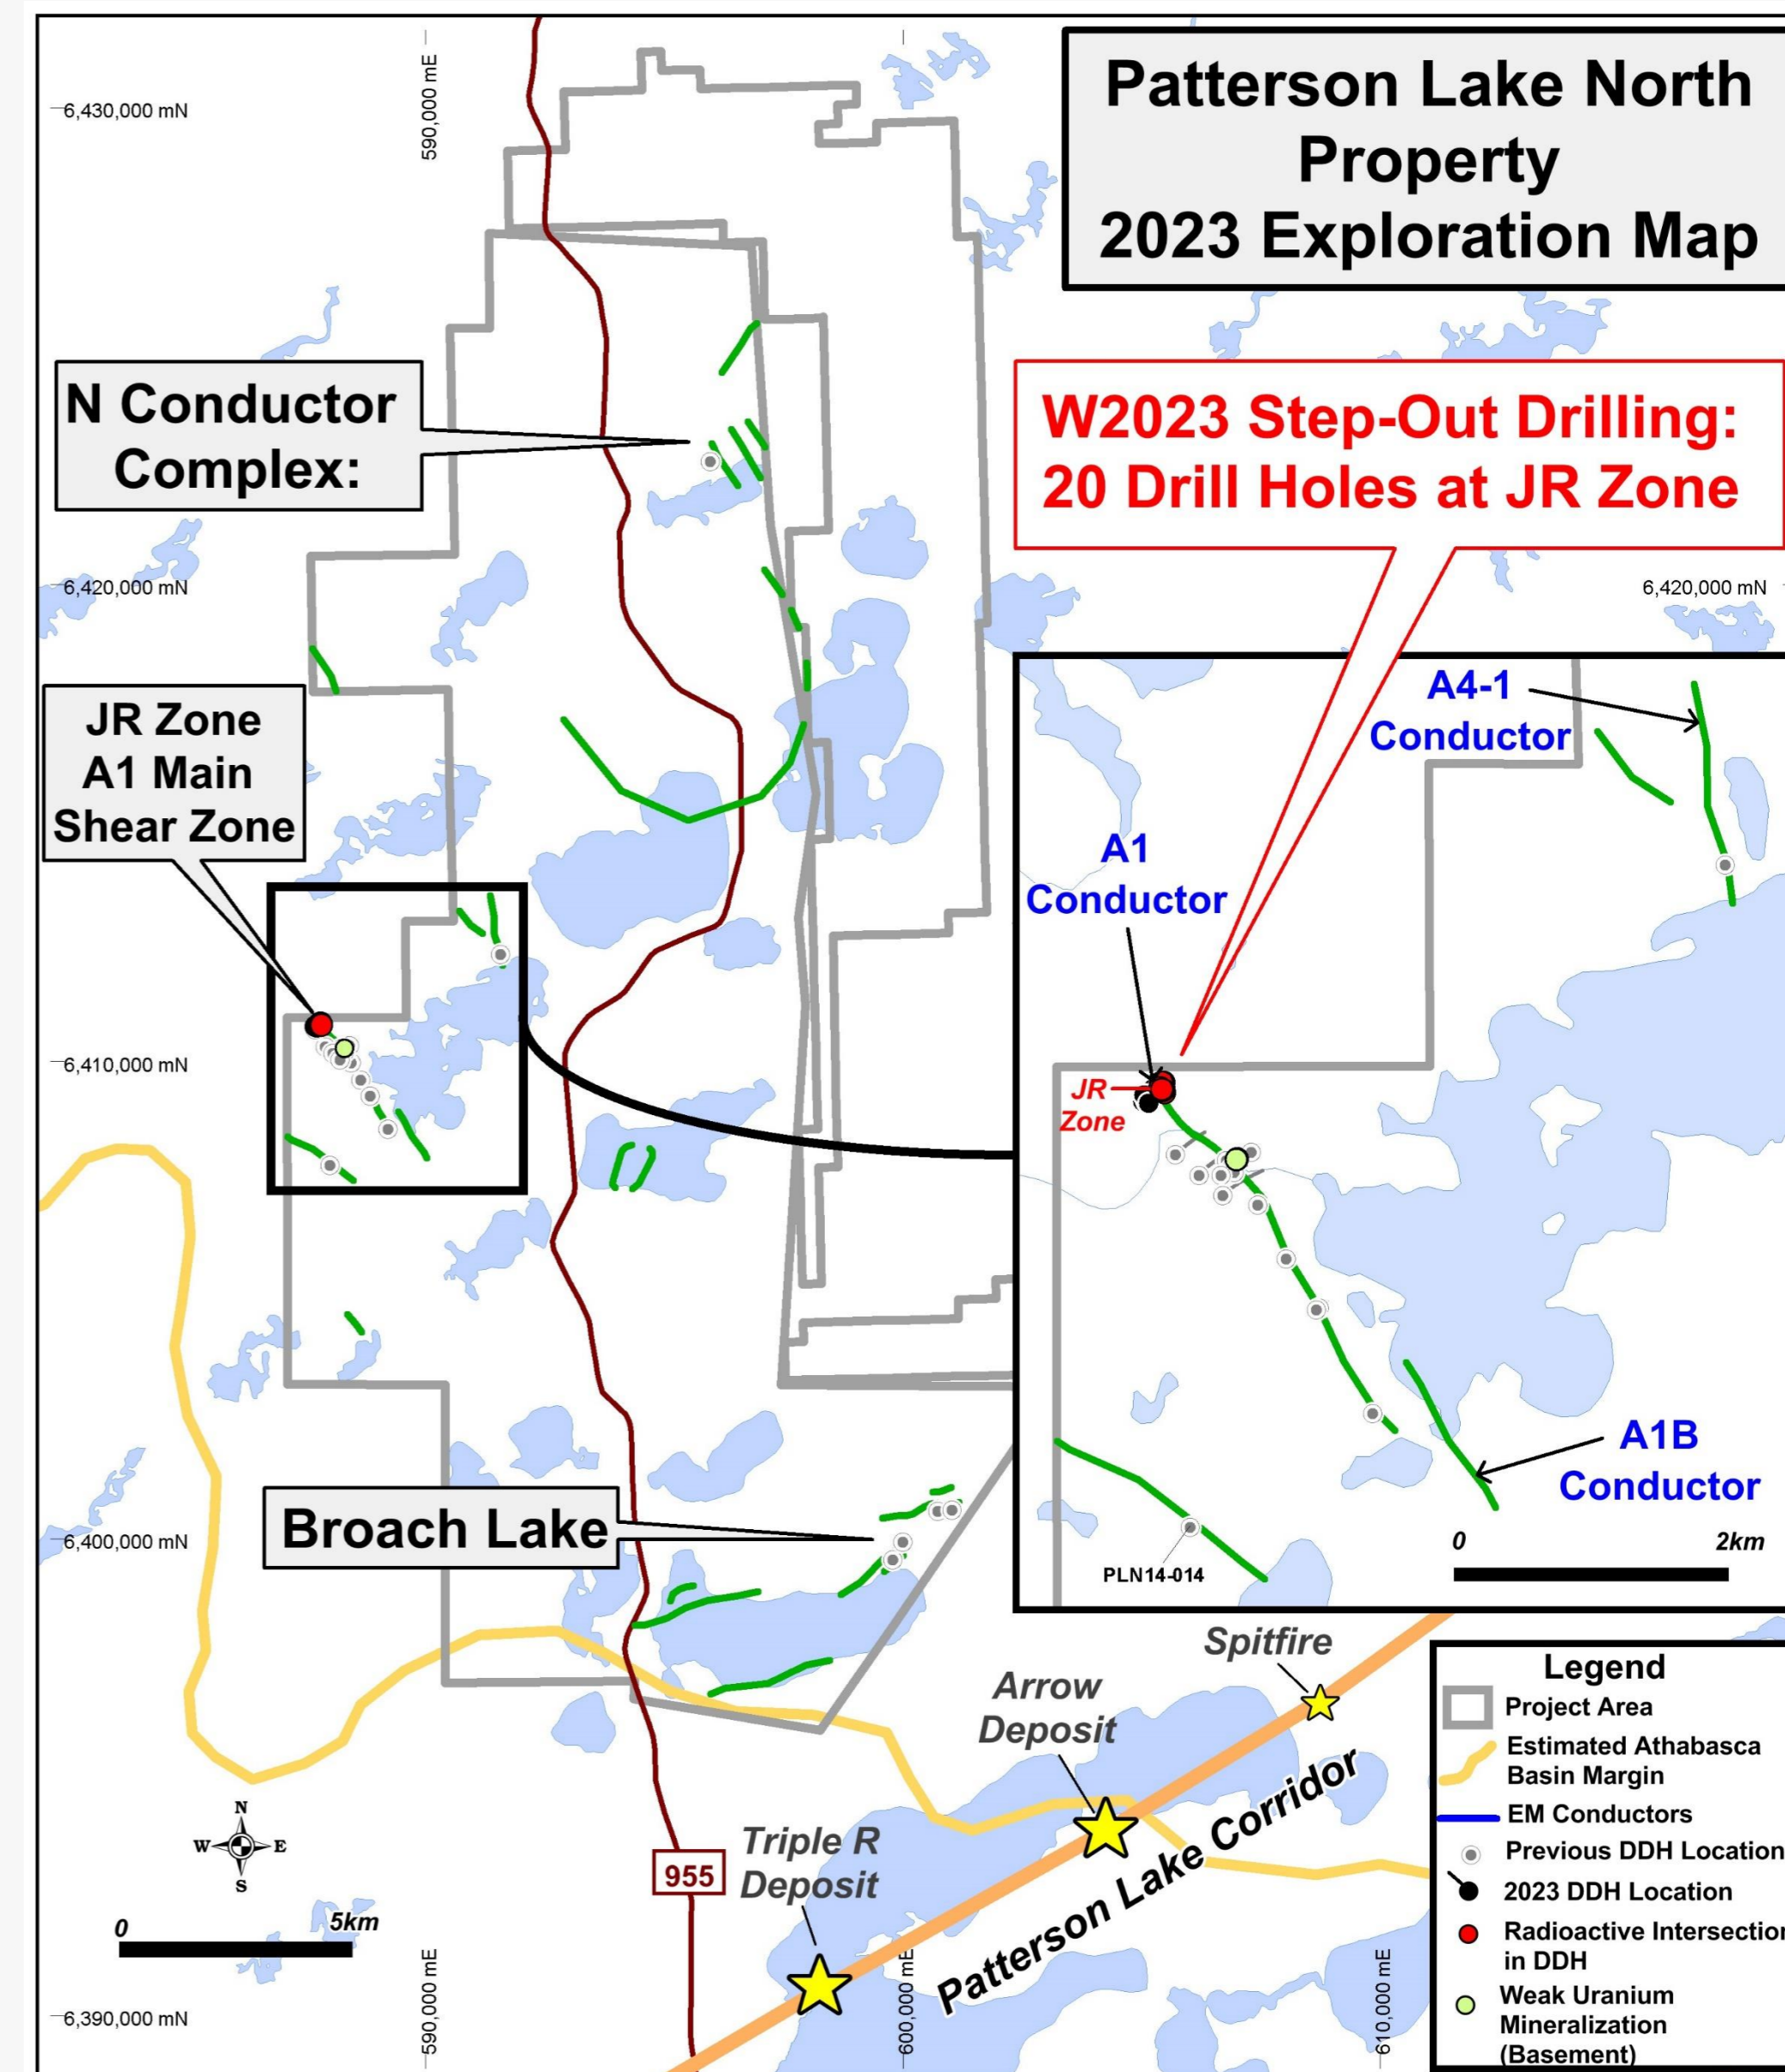 Patterson Lake North
Property
2023 Exploration Map
590,000 mE
6,430,000 mN
N Conductor
Complex:
W2023 Step-Out Drilling:
20 Drill Holes at JR Zone
6,420,000 mN
6,420,000 mN
JR Zone
A1 Main
Shear Zone
A4-1
Conductor
A1
Conductor
JR
Zone
6,410,000 mN
A1B
Conductor
PLN14-014
0 2km
Broach Lake
6,400,000 mN
Spitfire
Arrow
Deposit
Triple R
Deposit
Patterson Lake Corridor
955
N
W E
S
0 5km
590,000 mE
600,000 mE
610,000 mE
6,390,000 mN
Legend
Project Area
Estimated Athabasca
Basin Margin
EM Conductors
Previous DDH Location
2023 DDH Location
Radioactive Intersection
in DDH
Weak Uranium
Mineralization
(Basement)